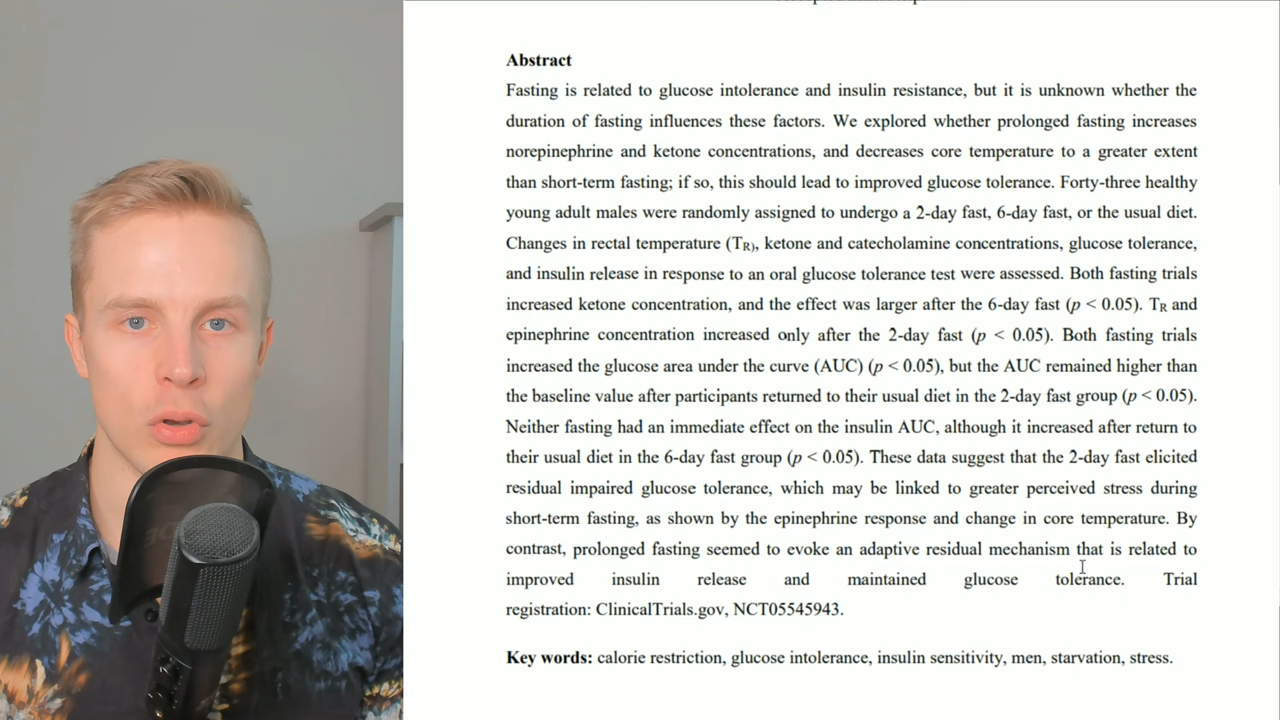 Abstract
Fasting is related to glucose intolerance and insulin resistance, but it is unknown whether the
duration of fasting influences these factors. We explored whether prolonged fasting increases
norepinephrine and ketone concentrations, and decreases core temperature to a greater extent
than short-term fasting; if so, this should lead to improved glucose tolerance. Forty-three healthy
young adult males were randomly assigned to undergo a 2-day fast, 6-day fast, or the usual diet.
Changes in rectal temperature (TR), ketone and catecholamine concentrations, glucose tolerance,
and insulin release in response to an oral glucose tolerance test were assessed. Both fasting trials
increased ketone concentration, and the effect was larger after the 6-day fast (p < 0.05). TR and
epinephrine concentration increased only after the 2-day fast (p < 0.05). Both fasting trials
increased the glucose area under the curve (AUC) (p < 0.05), but the AUC remained higher than
the baseline value after participants returned to their usual diet in the 2-day fast group (p < 0.05).
Neither fasting had an immediate effect on the insulin AUC, although it increased after return to
their usual diet in the 6-day fast group (p < 0.05). These data suggest that the 2-day fast elicited
residual impaired glucose tolerance, which may be linked to greater perceived stress during
short-term fasting, as shown by the epinephrine response and change in core temperature. By
contrast, prolonged fasting seemed to evoke an adaptive residual mechanism that is related to
improved insulin release and maintained glucose tolerance. Trial
registration: ClinicalTrials.gov, NCT05545943.
Key words: calorie restriction, glucose intolerance, insulin sensitivity, men, starvation, stress.